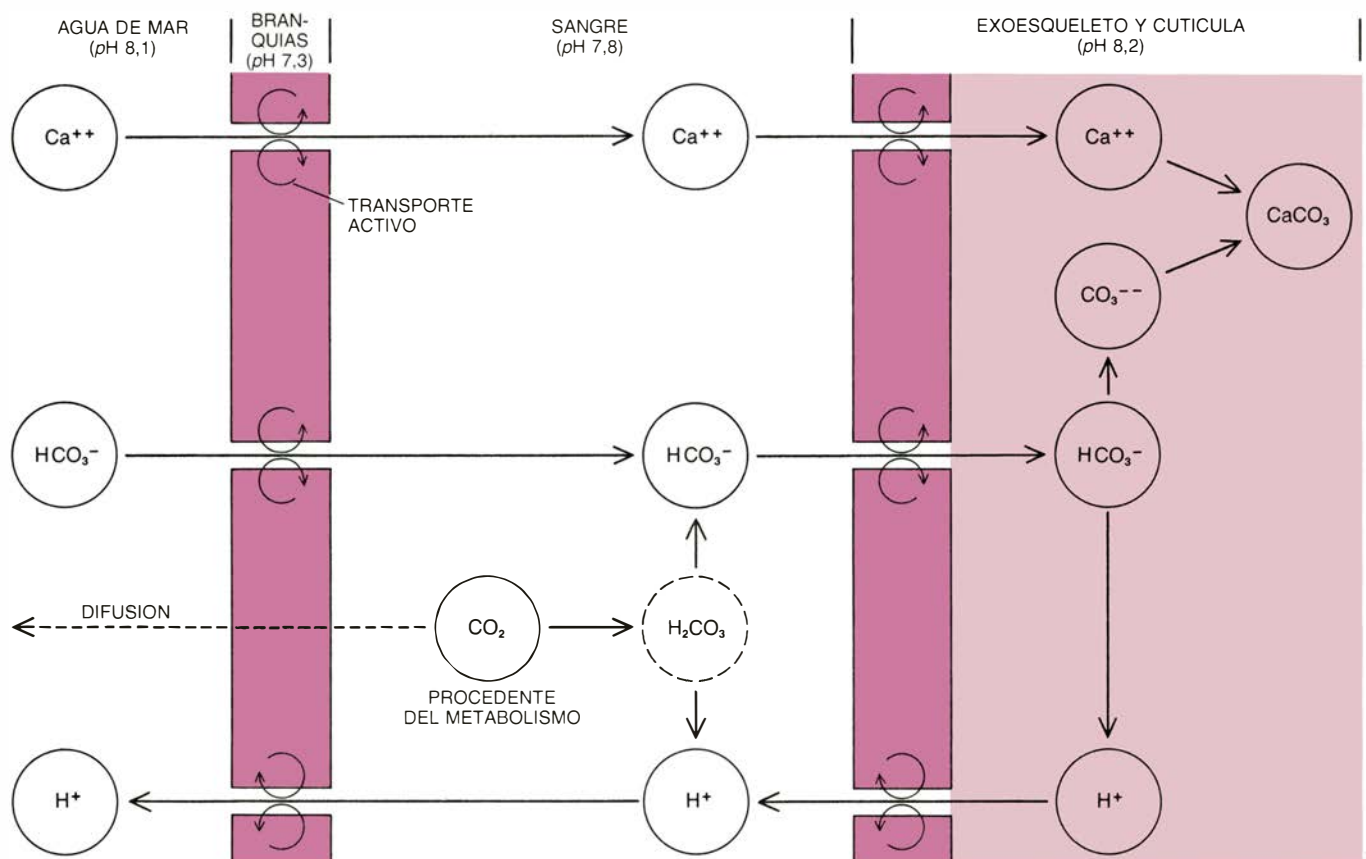 AGUA DE MAR
(pH 8,1)
BRAN-
QUIAS
(pH 7,3)
SANGRE
(pH 7,8)
EXOESQUELETO Y CUTICULA
(pH 8,2)
Ca⁺⁺
Ca⁺⁺
Ca⁺⁺
TRANSPORTE
ACTIVO
CaCO₃
CO₃⁻⁻
HCO₃⁻
HCO₃⁻
HCO₃⁻
DIFUSION
CO₂
H₂CO₃
PROCEDENTE
DEL METABOLISMO
H⁺
H⁺
H⁺